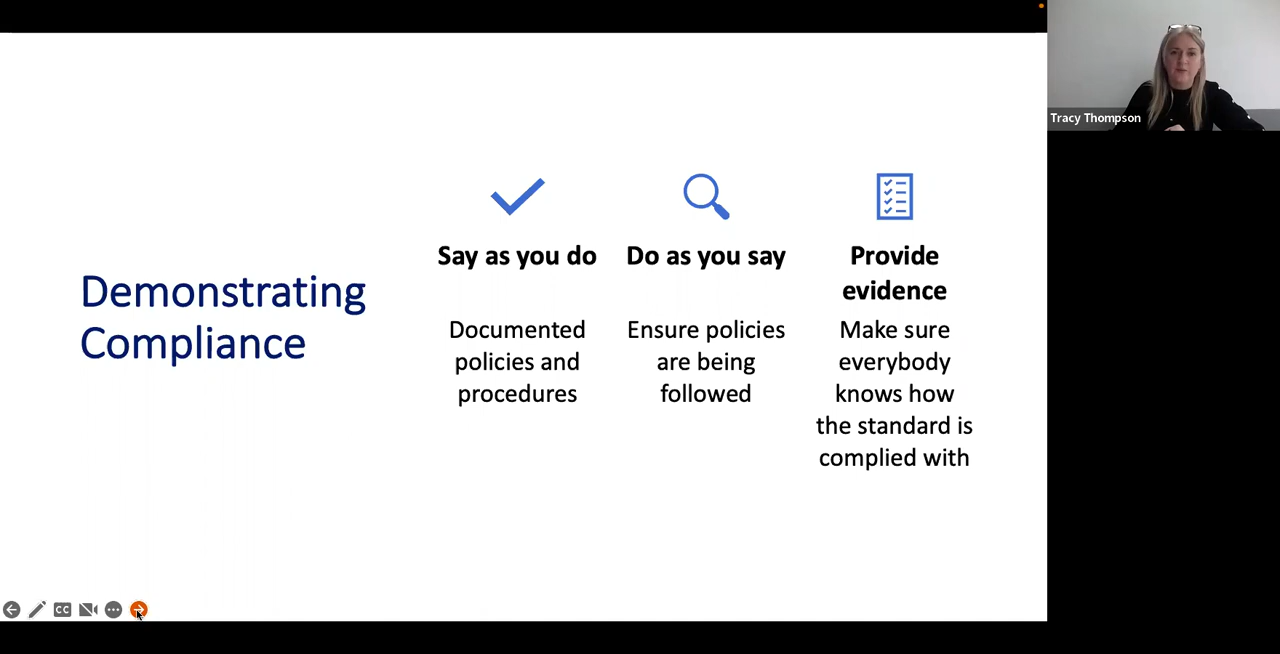 Demonstrating
Compliance
Say as you do
Documented
policies and
procedures
Do as you say
Ensure policies
are being
followed
Provide
evidence
Make sure
everybody
knows how
the standard is
complied with
Tracy Thompson
CC